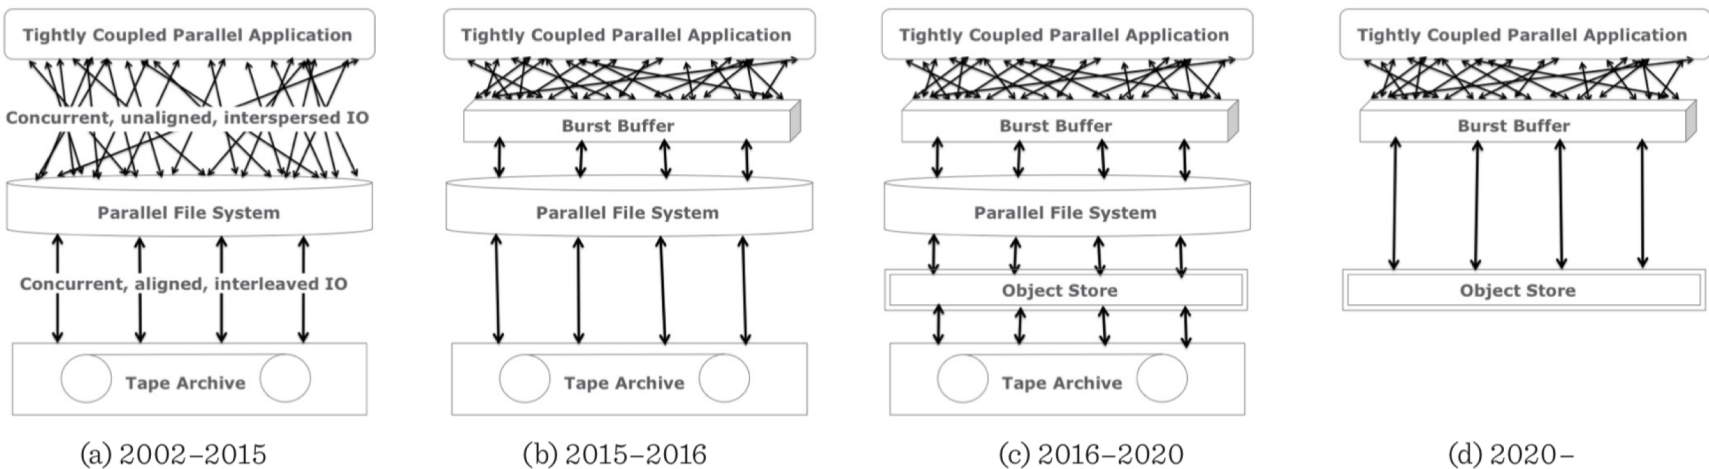 Tightly Coupled Parallel Application
Concurrent, unaligned, interspersed IO
Parallel File System
Concurrent, aligned, interleaved IO
Tape Archive
(a) 2002–2015
Tightly Coupled Parallel Application
Burst Buffer
Parallel File System
Tape Archive
(b) 2015–2016
Tightly Coupled Parallel Application
Burst Buffer
Parallel File System
Object Store
Tape Archive
(c) 2016–2020
Tightly Coupled Parallel Application
Burst Buffer
Object Store
(d) 2020–